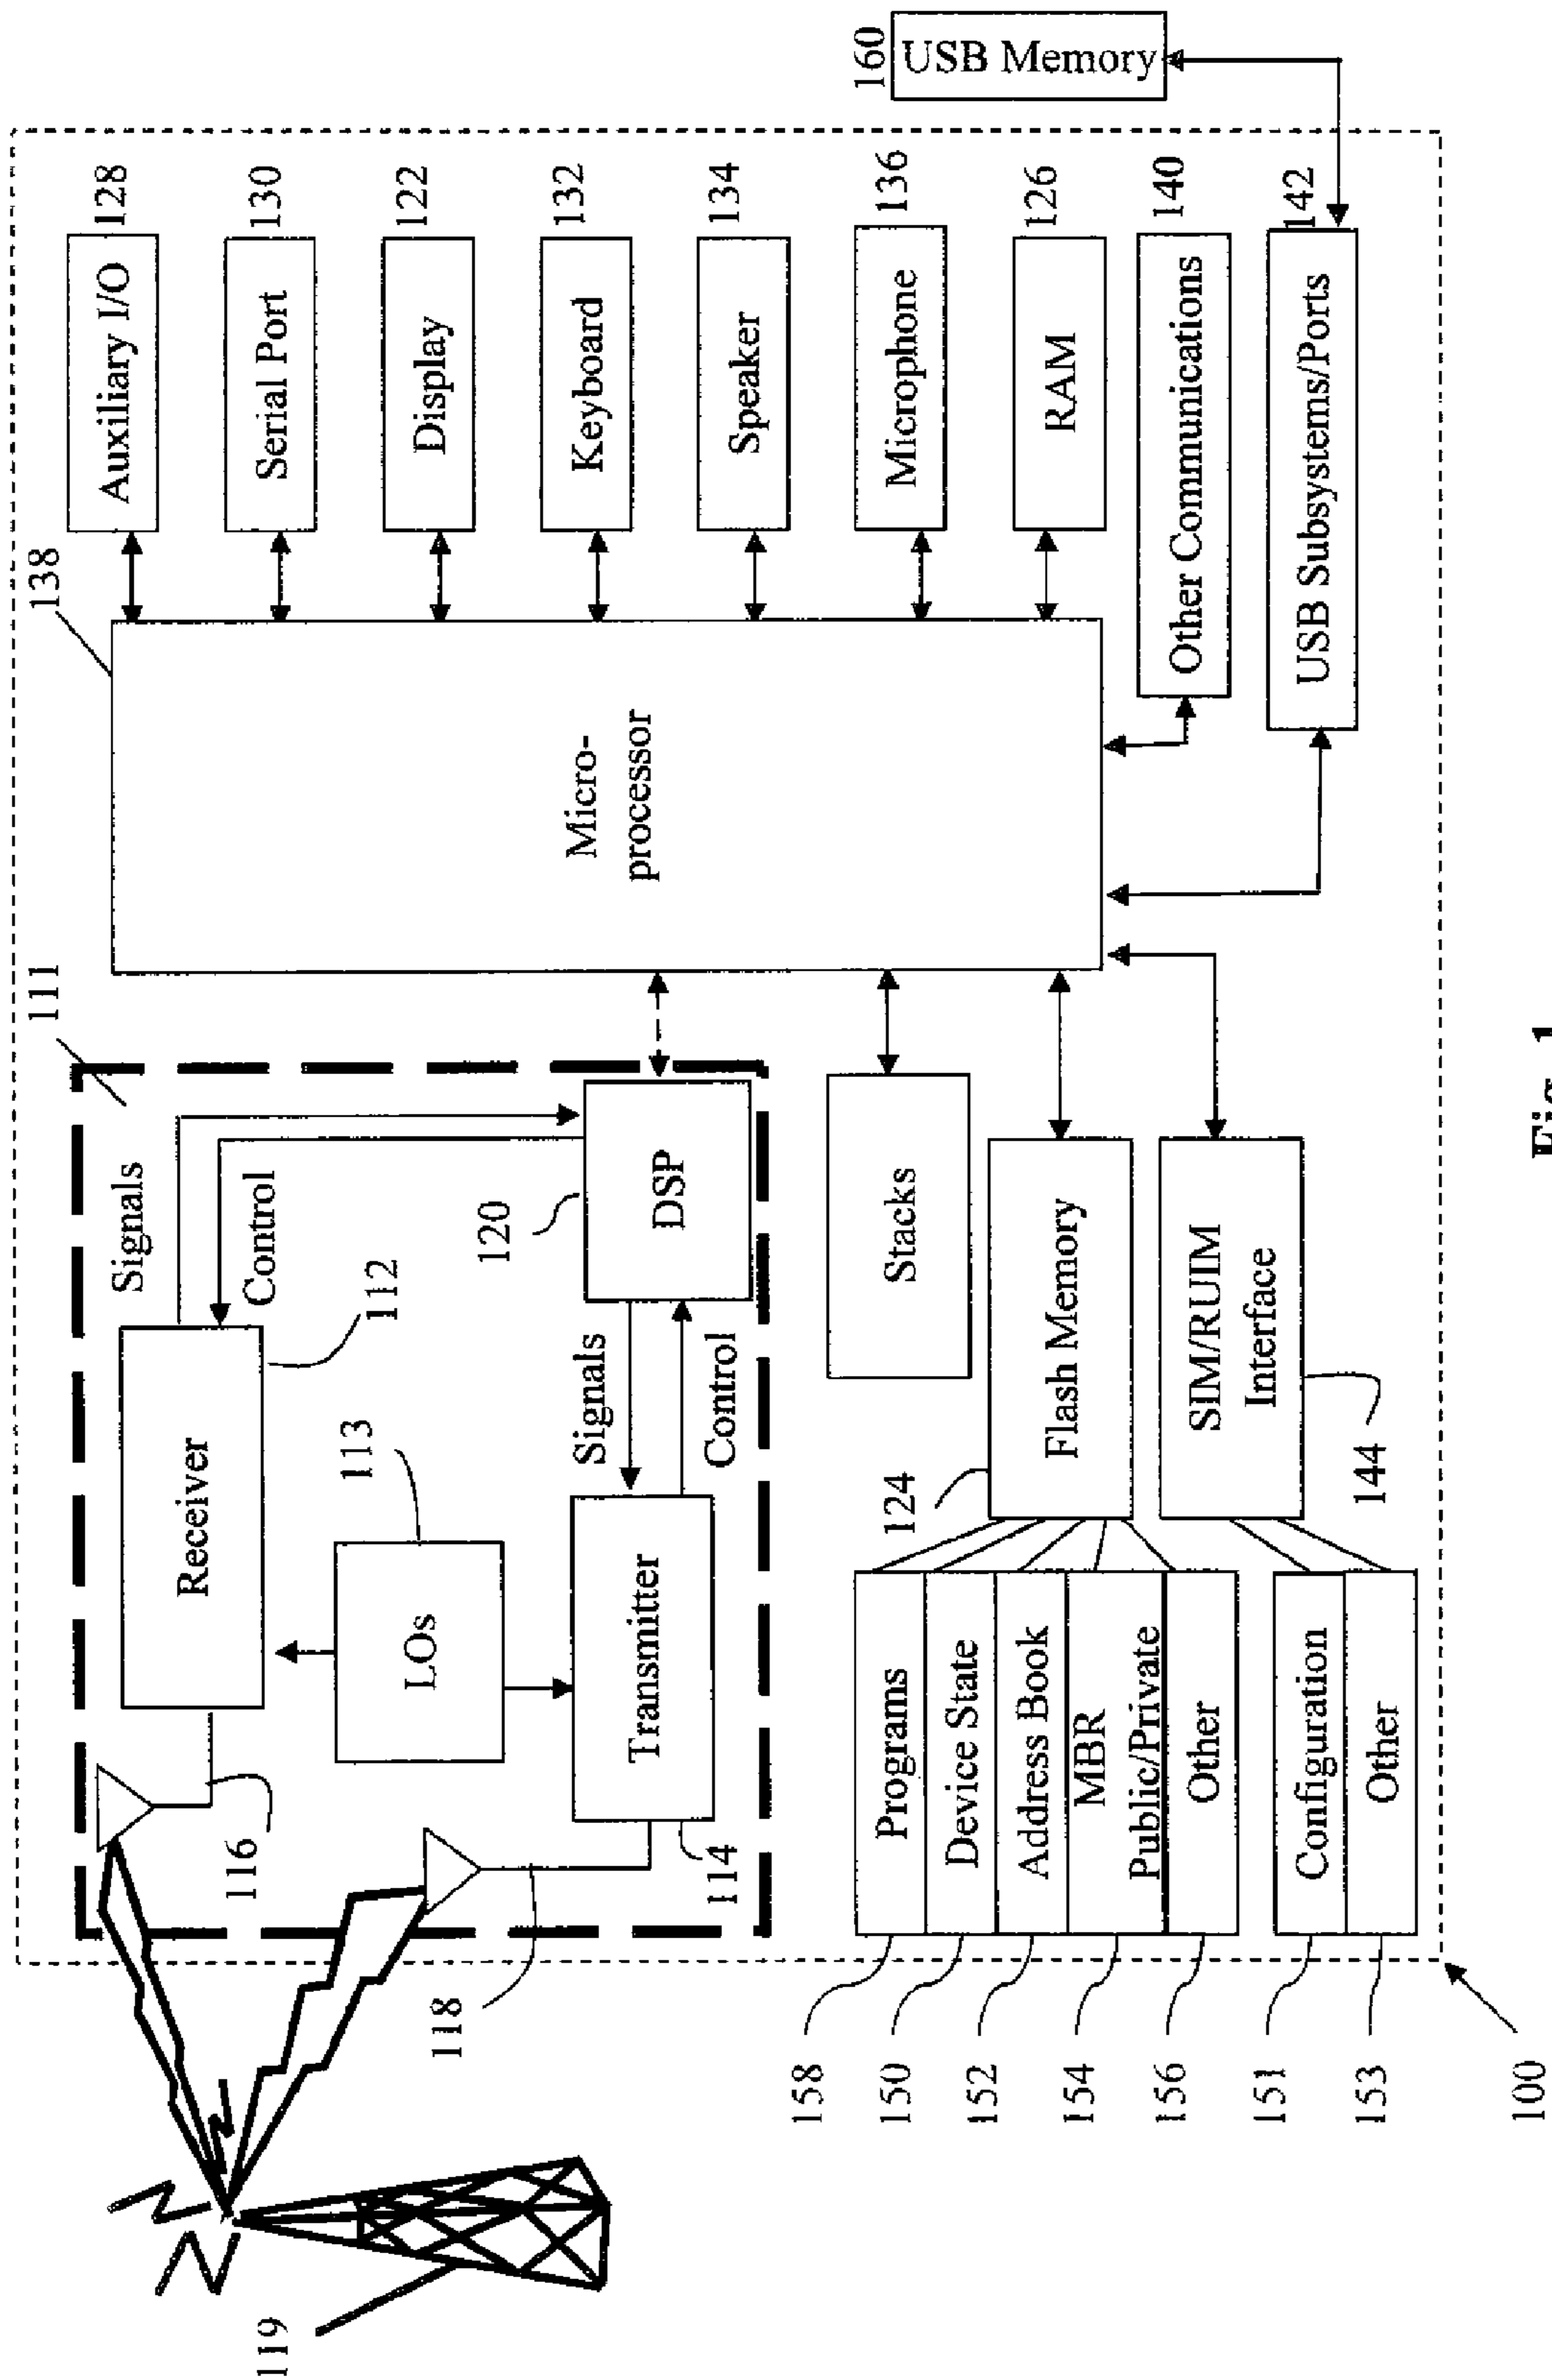 138
Auxiliary I/O
128
Serial Port
130
Display
122
Keyboard
132
Speaker
134
Microphone
136
RAM
126
Other Communications
140
USB Subsystems/Ports
142
160
USB Memory
Micro-
processor
111
Signals
Control
Receiver
112
116
LOs
113
120
DSP
Signals
Control
Transmitter
114
118
119
Stacks
Flash Memory
124
SIM/RUIM
Interface
144
Programs
Device State
Address Book
MBR
Public/Private
Other
Configuration
Other
158
150
152
154
156
151
153
100
Fig. 1